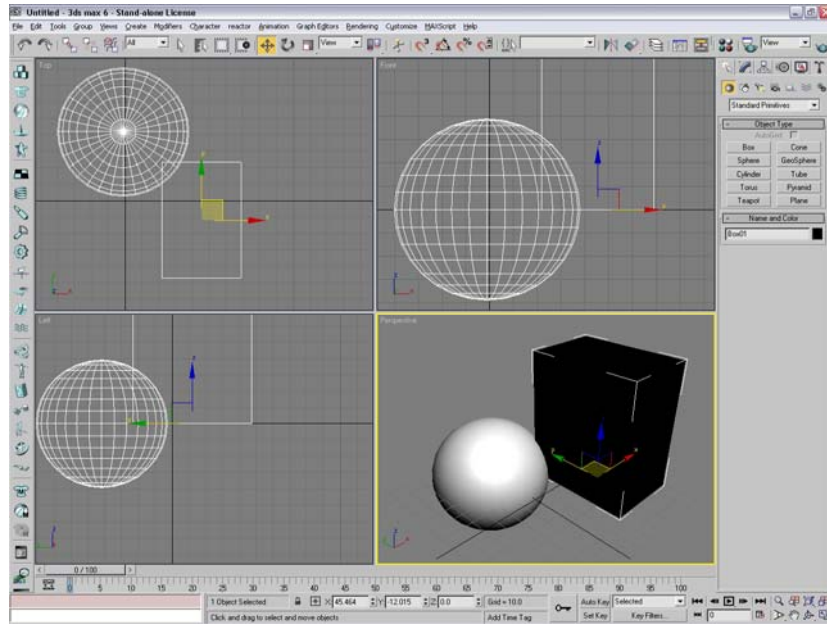 Untitled - 3ds max 6 - Stand-alone License
File Edit Tools Group Views Create Modifiers Character reactor Animation Graph Editors Rendering Customize MAXScript Help
All View View
Top
Front
Left
Perspective
Standard Primitives
- Object Type
AutoGrid
Box Cone
Sphere GeoSphere
Cylinder Tube
Torus Pyramid
Teapot Plane
- Name and Color
Box01
0 / 100
0 5 10 15 20 25 30 35 40 45 50 55 60 65 70 75 80 85 90 95 100
1 Object Selected X: 45.464 Y: -12.015 Z: 0.0 Grid = 10.0 Auto Key Selected
Click and drag to select and move objects Add Time Tag Set Key Key Filters... 0